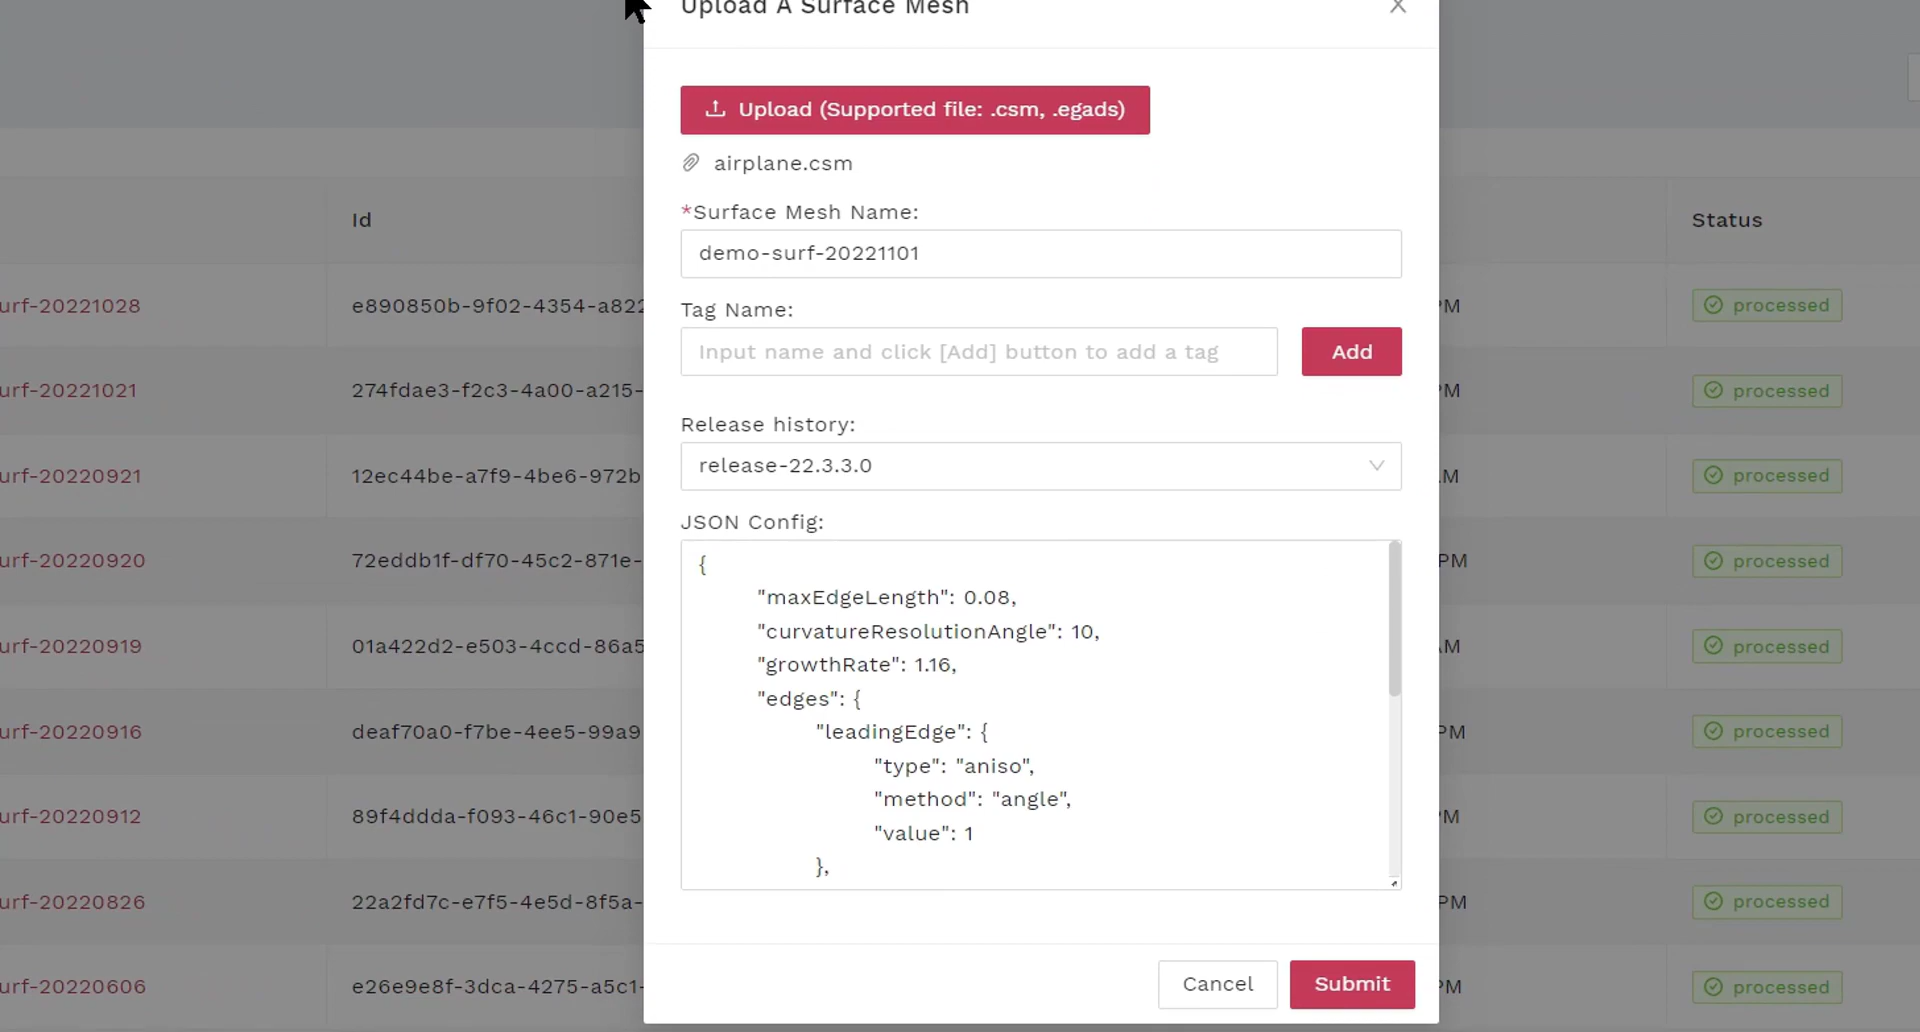 Upload A Surface Mesh
Upload (Supported file: .csm, .egads)
airplane.csm
*Surface Mesh Name:
demo-surf-20221101
Tag Name:
Input name and click [Add] button to add a tag
Add
Release history:
release-22.3.3.0
JSON Config:
{
"maxEdgeLength": 0.08,
"curvatureResolutionAngle": 10,
"growthRate": 1.16,
"edges": {
"leadingEdge": {
"type": "aniso",
"method": "angle",
"value": 1
},
Cancel
Submit
Id
Status
urf-20221028 e890850b-9f02-4354-a822 PM processed
urf-20221021 274fdae3-f2c3-4a00-a215- PM processed
urf-20220921 12ec44be-a7f9-4be6-972b AM processed
urf-20220920 72eddb1f-df70-45c2-871e- PM processed
urf-20220919 01a422d2-e503-4ccd-86a5 AM processed
urf-20220916 deaf70a0-f7be-4ee5-99a9 PM processed
urf-20220912 89f4ddda-f093-46c1-90e5 PM processed
urf-20220826 22a2fd7c-e7f5-4e5d-8f5a- PM processed
urf-20220606 e26e9e8f-3dca-4275-a5c1- PM processed